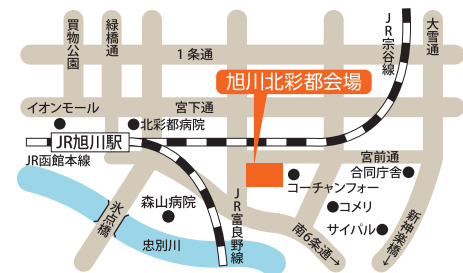 買物公園
緑橋通
JR宗谷線
大雪通
1条通
旭川北彩都会場
イオンモール
宮下通
北彩都病院
JR旭川駅
JR函館本線
宮前通
合同庁舎
コーチャンフォー
森山病院
コメリ
サイパル
氷点橋
忠別川
JR富良野線
南6条通→
新神楽橋→